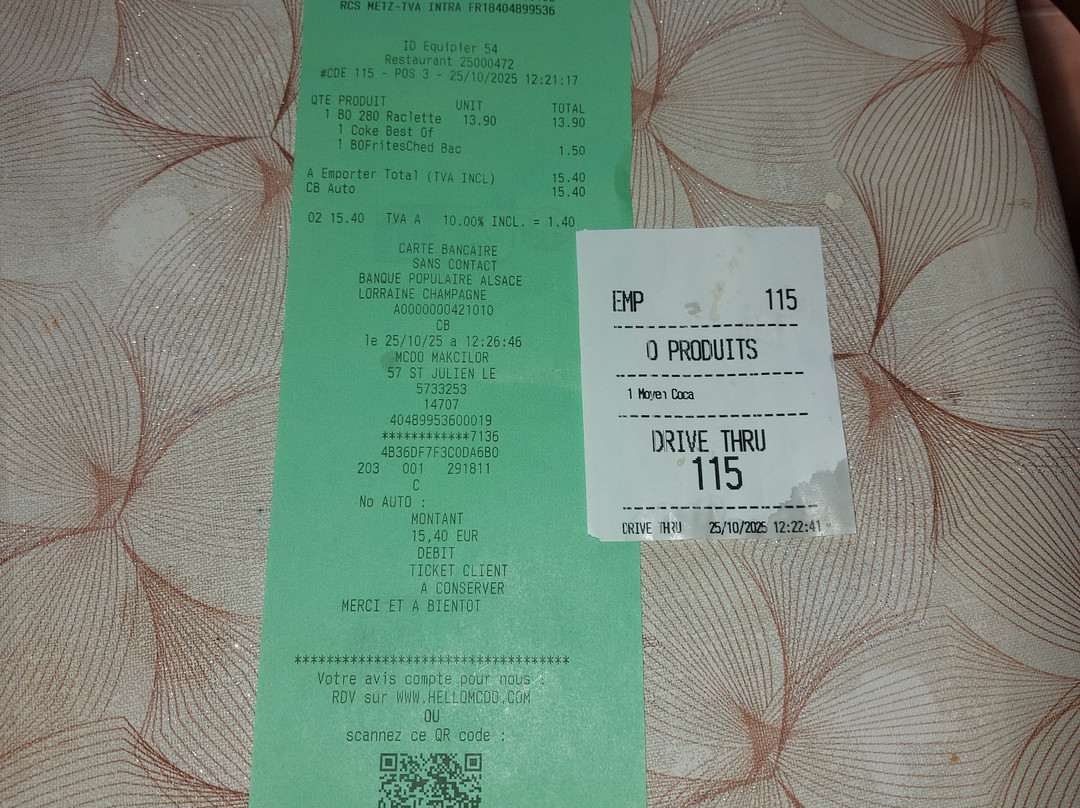 RCS METZ-TVA INTRA FR18404899536
ID Equipier 54
Restaurant 25000472
#CDE 115 - POS 3 - 25/10/2025 12:21:17
QTE PRODUIT UNIT TOTAL
1 BO 280 Raclette 13.90 13.90
1 Coke Best Of
1 BOFritesChed Bac 1.50
A Emporter Total (TVA INCL) 15.40
CB Auto 15.40
02 15.40 TVA A 10.00% INCL. = 1.40
CARTE BANCAIRE
SANS CONTACT
BANQUE POPULAIRE ALSACE
LORRAINE CHAMPAGNE
A0000000421010
CB
le 25/10/25 a 12:26:46
MCDO MAKCILOR
57 ST JULIEN LE
5733253
14707
40489953600019
************7136
4B36DF7F3C0DA6B0
203 001 291811
C
No AUTO :
MONTANT
15,40 EUR
DEBIT
TICKET CLIENT
A CONSERVER
MERCI ET A BIENTOT
***********************************
Votre avis compte pour nous :
RDV sur WWW.HELLOMCDO.COM
OU
scannez ce QR code :
EMP 115
0 PRODUITS
1 Moyen Coca
DRIVE THRU
115
DRIVE THRU 25/10/2025 12:22:41